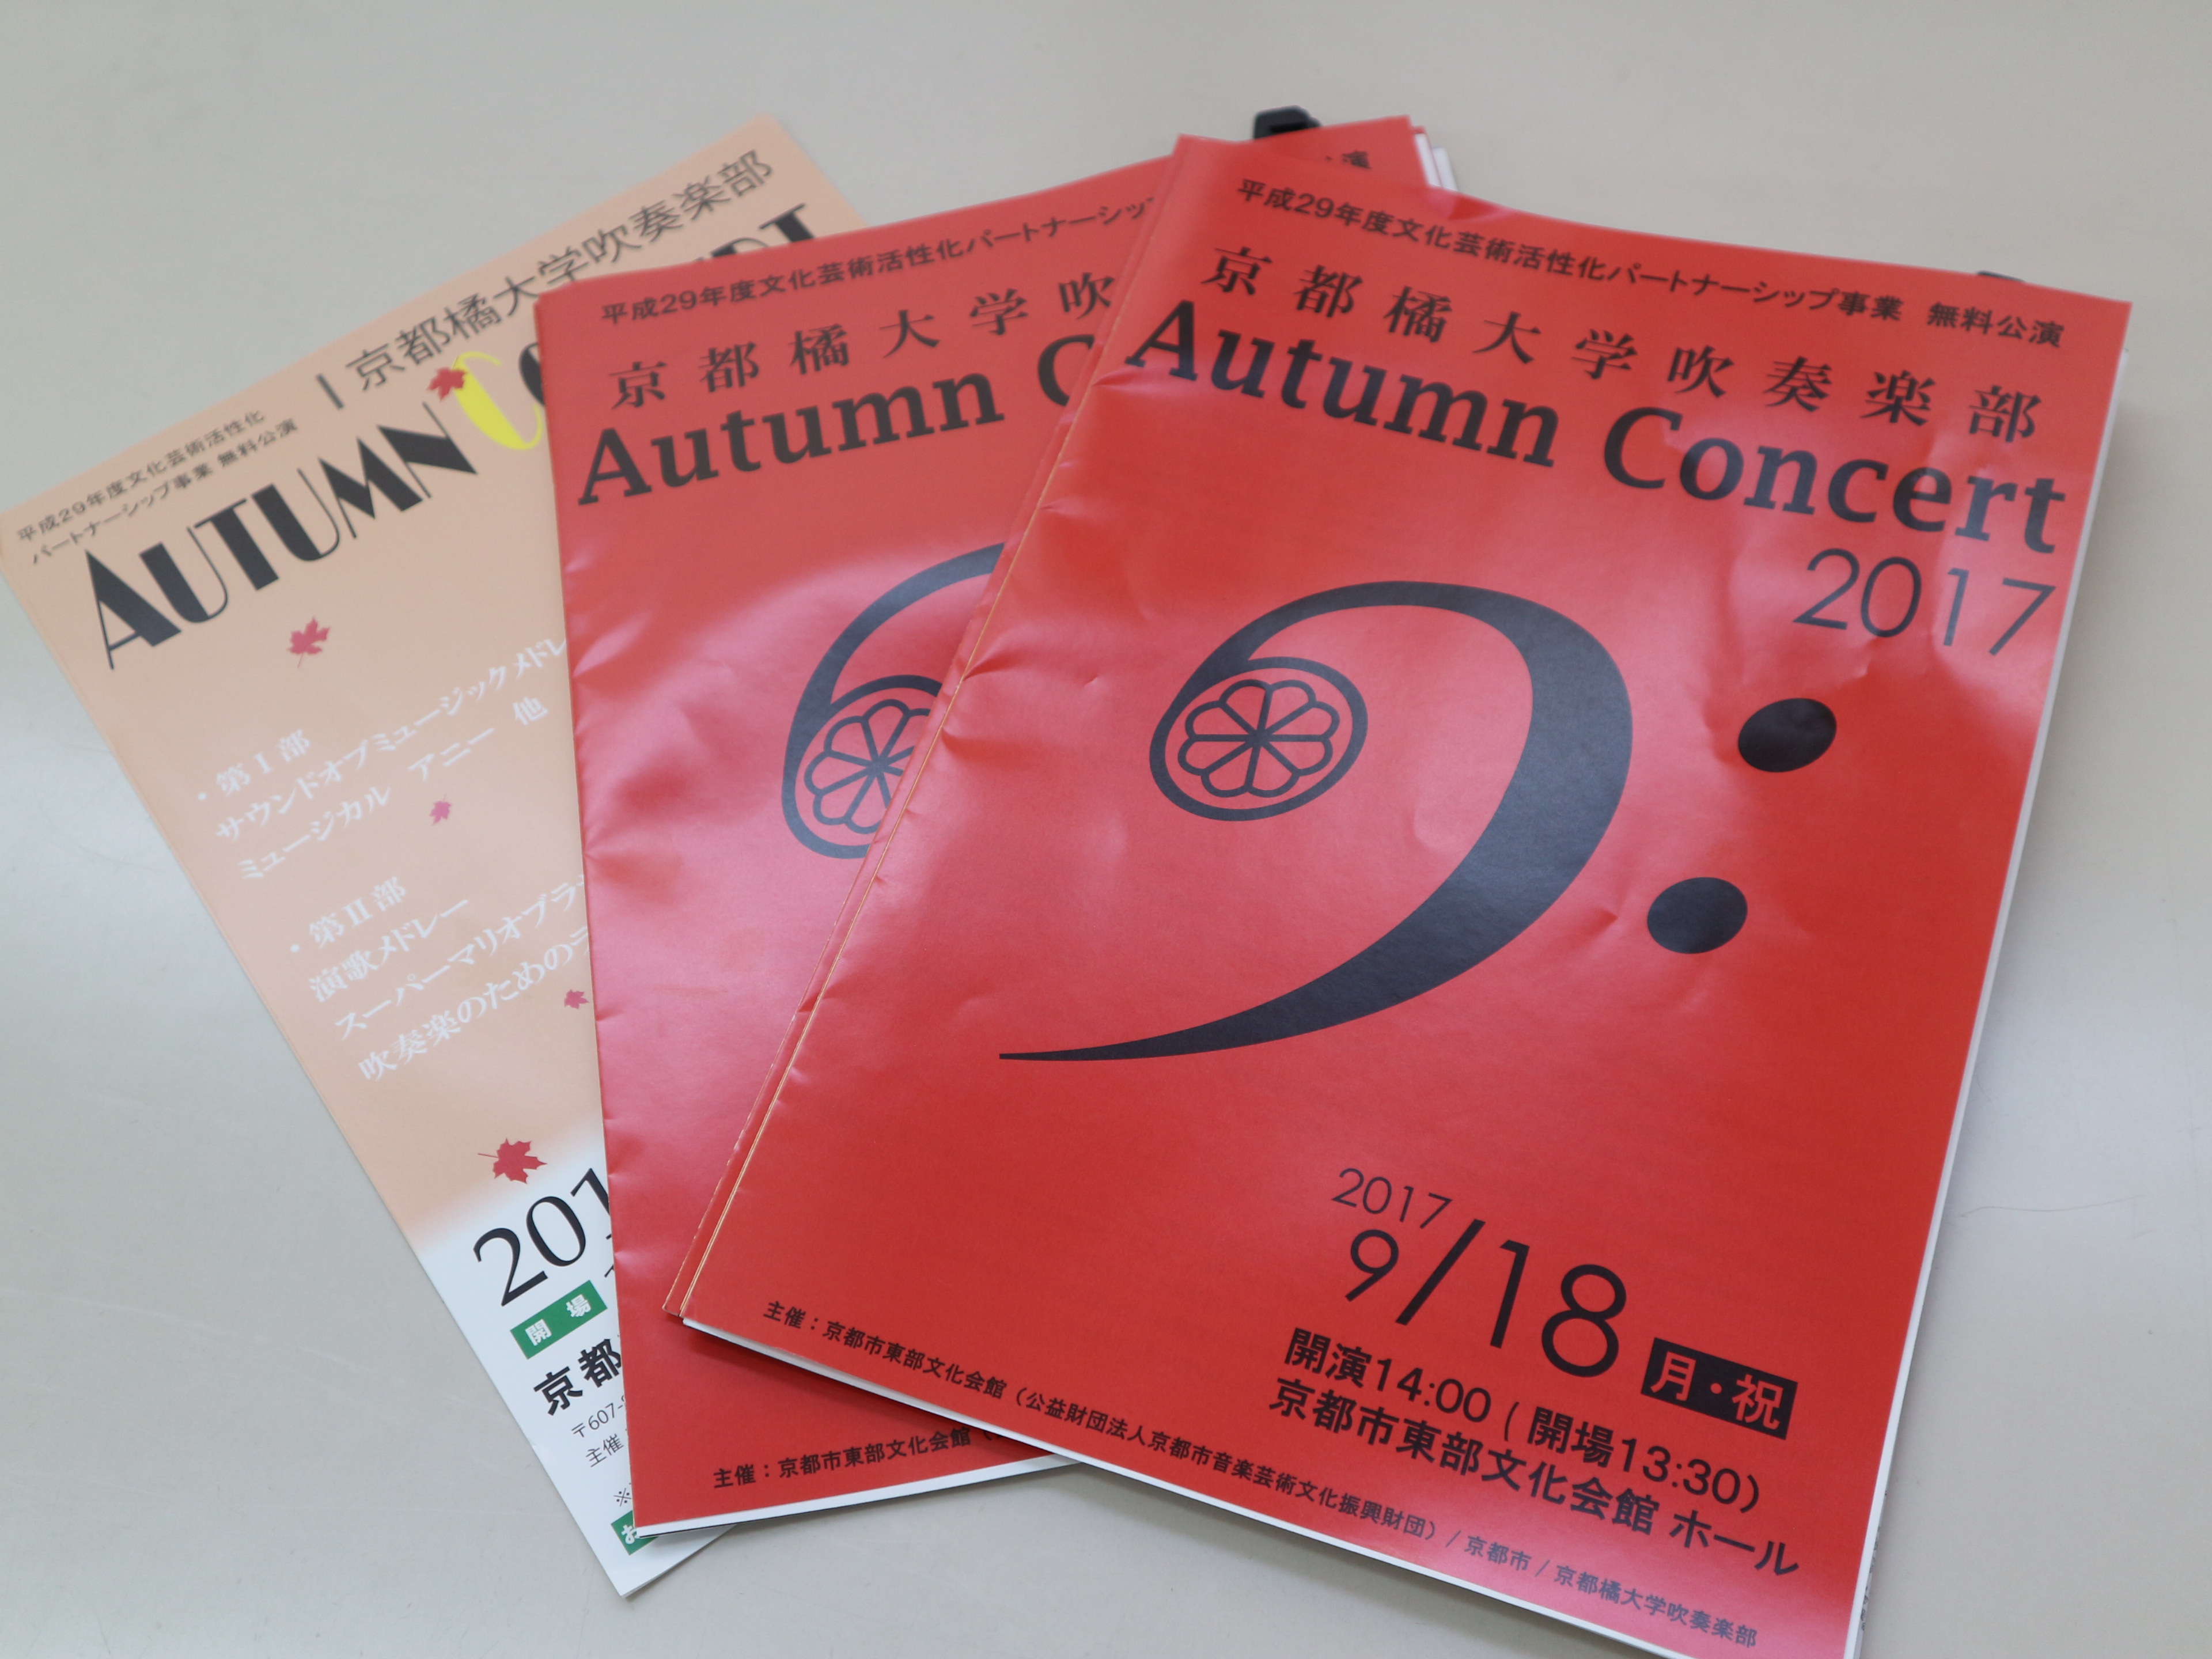 平成29年度文化芸術活性化
パートナーシップ事業 無料公演
京都橘大学吹奏楽部
AUTUMN
・第Ⅰ部
サウンドオブミュージックメドレ
ミュージカル アニー 他
・第Ⅱ部
演歌メドレー
スーパーマリオブラ
吹奏楽のための
201
開場
京都
〒607-
主催
※
お
平成29年度文化芸術活性化パートナーシップ
演
京都橘大学吹
Autumn C
主催：京都市東部文化会館（
平成29年度文化芸術活性化パートナーシップ事業 無料公演
京都橘大学吹奏楽部
Autumn Concert
2017
2017
9/18 月・祝
開演14:00 (開場13:30)
京都市東部文化会館 ホール
主催：京都市東部文化会館（公益財団法人京都市音楽芸術文化振興財団）/ 京都市 / 京都橘大学吹奏楽部